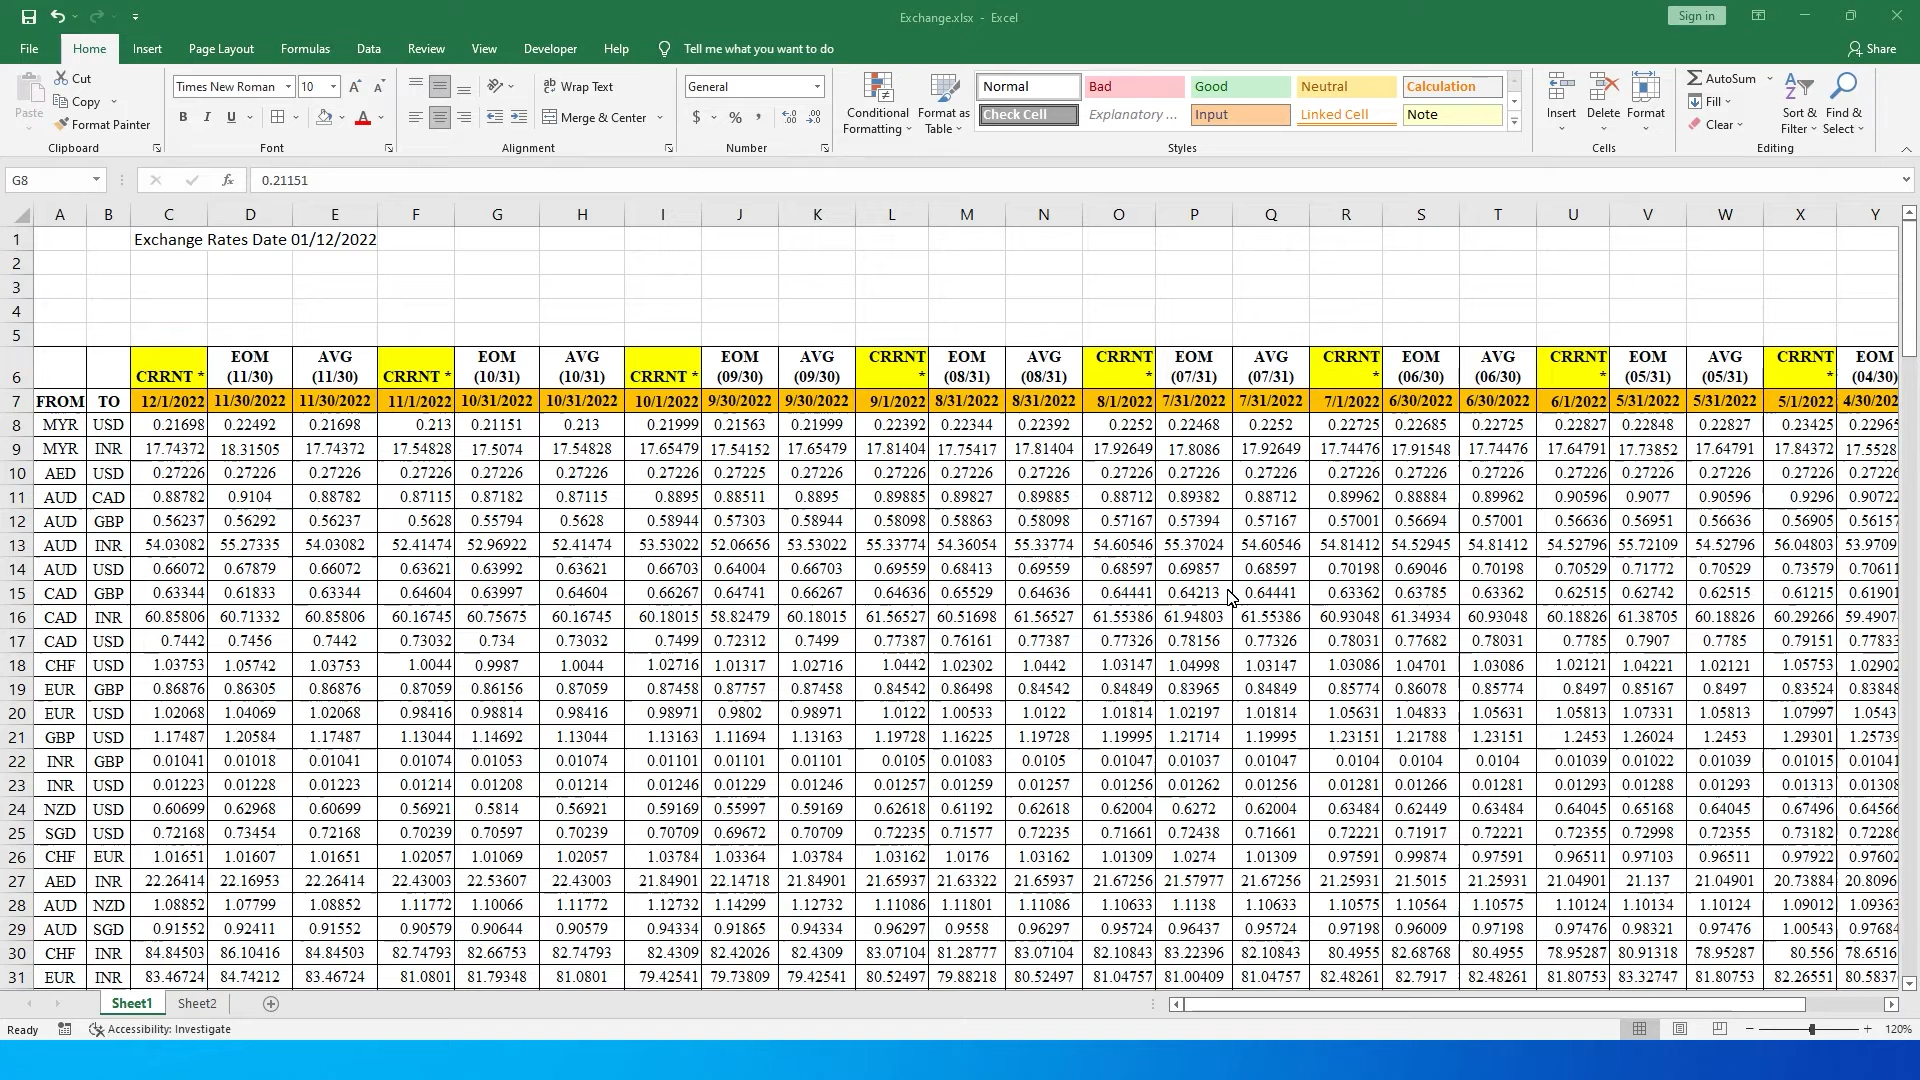 Exchange.xlsx - Excel
Sign in
File Home Insert Page Layout Formulas Data Review View Developer Help Tell me what you want to do Share
Paste
Cut
Copy
Format Painter
Clipboard
Times New Roman 10
B I U
Font
Wrap Text
Merge & Center
Alignment
General
$ % ,
Number
Conditional Formatting
Format as Table
Normal Bad Good Neutral Calculation
Check Cell Explanatory ... Input Linked Cell Note
Styles
Insert Delete Format
Cells
AutoSum
Fill
Clear
Sort & Filter
Find & Select
Editing
G8 fx 0.21151
A B C D E F G H I J K L M N O P Q R S T U V W X Y
1 Exchange Rates Date 01/12/2022
2
3
4
5
6 CRRNT * EOM (11/30) AVG (11/30) CRRNT * EOM (10/31) AVG (10/31) CRRNT * EOM (09/30) AVG (09/30) CRRNT * EOM (08/31) AVG (08/31) CRRNT * EOM (07/31) AVG (07/31) CRRNT * EOM (06/30) AVG (06/30) CRRNT * EOM (05/31) AVG (05/31) CRRNT * EOM (04/30)
7 FROM TO 12/1/2022 11/30/2022 11/30/2022 11/1/2022 10/31/2022 10/31/2022 10/1/2022 9/30/2022 9/30/2022 9/1/2022 8/31/2022 8/31/2022 8/1/2022 7/31/2022 7/31/2022 7/1/2022 6/30/2022 6/30/2022 6/1/2022 5/31/2022 5/31/2022 5/1/2022 4/30/202
8 MYR USD 0.21698 0.22492 0.21698 0.213 0.21151 0.213 0.21999 0.21563 0.21999 0.22392 0.22344 0.22392 0.2252 0.22468 0.2252 0.22725 0.22685 0.22725 0.22827 0.22848 0.22827 0.23425 0.22965
9 MYR INR 17.74372 18.31505 17.74372 17.54828 17.5074 17.54828 17.65479 17.54152 17.65479 17.81404 17.75417 17.81404 17.92649 17.8086 17.92649 17.74476 17.91548 17.74476 17.64791 17.73852 17.64791 17.84372 17.5528
10 AED USD 0.27226 0.27226 0.27226 0.27226 0.27226 0.27226 0.27226 0.27225 0.27226 0.27226 0.27226 0.27226 0.27226 0.27226 0.27226 0.27226 0.27226 0.27226 0.27226 0.27226 0.27226 0.27226 0.27226
11 AUD CAD 0.88782 0.9104 0.88782 0.87115 0.87182 0.87115 0.8895 0.88511 0.8895 0.89885 0.89827 0.89885 0.88712 0.89382 0.88712 0.89962 0.88884 0.89962 0.90596 0.9077 0.90596 0.9296 0.90722
12 AUD GBP 0.56237 0.56292 0.56237 0.5628 0.55794 0.5628 0.58944 0.57303 0.58944 0.58098 0.58863 0.58098 0.57167 0.57394 0.57167 0.57001 0.56694 0.57001 0.56636 0.56951 0.56636 0.56905 0.56157
13 AUD INR 54.03082 55.27335 54.03082 52.41474 52.96922 52.41474 53.53022 52.06656 53.53022 55.33774 54.36054 55.33774 54.60546 55.37024 54.60546 54.81412 54.52945 54.81412 54.52796 55.72109 54.52796 56.04803 53.9709
14 AUD USD 0.66072 0.67879 0.66072 0.63621 0.63992 0.63621 0.66703 0.64004 0.66703 0.69559 0.68413 0.69559 0.68597 0.69857 0.68597 0.70198 0.69046 0.70198 0.70529 0.71772 0.70529 0.73579 0.70611
15 CAD GBP 0.63344 0.61833 0.63344 0.64604 0.63997 0.64604 0.66267 0.64741 0.66267 0.64636 0.65529 0.64636 0.64441 0.64213 0.64441 0.63362 0.63785 0.63362 0.62515 0.62742 0.62515 0.61215 0.61901
16 CAD INR 60.85806 60.71332 60.85806 60.16745 60.75675 60.16745 60.18015 58.82479 60.18015 61.56527 60.51698 61.56527 61.55386 61.94803 61.55386 60.93048 61.34934 60.93048 60.18826 61.38705 60.18826 60.29266 59.4907
17 CAD USD 0.7442 0.7456 0.7442 0.73032 0.734 0.73032 0.7499 0.72312 0.7499 0.77387 0.76161 0.77387 0.77326 0.78156 0.77326 0.78031 0.77682 0.78031 0.7785 0.7907 0.7785 0.79151 0.77833
18 CHF USD 1.03753 1.05742 1.03753 1.0044 0.9987 1.0044 1.02716 1.01317 1.02716 1.0442 1.02302 1.0442 1.03147 1.04998 1.03147 1.03086 1.04701 1.03086 1.02121 1.04221 1.02121 1.05753 1.02902
19 EUR GBP 0.86876 0.86305 0.86876 0.87059 0.86156 0.87059 0.87458 0.87757 0.87458 0.84542 0.86498 0.84542 0.84849 0.83965 0.84849 0.85774 0.86078 0.85774 0.8497 0.85167 0.8497 0.83524 0.83848
20 EUR USD 1.02068 1.04069 1.02068 0.98416 0.98814 0.98416 0.98971 0.9802 0.98971 1.0122 1.00533 1.0122 1.01814 1.02197 1.01814 1.05631 1.04833 1.05631 1.05813 1.07331 1.05813 1.07997 1.0543
21 GBP USD 1.17487 1.20584 1.17487 1.13044 1.14692 1.13044 1.13163 1.11694 1.13163 1.19728 1.16225 1.19728 1.19995 1.21714 1.19995 1.23151 1.21788 1.23151 1.2453 1.26024 1.2453 1.29301 1.25739
22 INR GBP 0.01041 0.01018 0.01041 0.01074 0.01053 0.01074 0.01101 0.01101 0.01101 0.0105 0.01083 0.0105 0.01047 0.01037 0.01047 0.0104 0.0104 0.0104 0.01039 0.01022 0.01039 0.01015 0.01041
23 INR USD 0.01223 0.01228 0.01223 0.01214 0.01208 0.01214 0.01246 0.01229 0.01246 0.01257 0.01259 0.01257 0.01256 0.01262 0.01256 0.01281 0.01266 0.01281 0.01293 0.01288 0.01293 0.01313 0.01308
24 NZD USD 0.60699 0.62968 0.60699 0.56921 0.5814 0.56921 0.59169 0.55997 0.59169 0.62618 0.61192 0.62618 0.62004 0.6272 0.62004 0.63484 0.62449 0.63484 0.64045 0.65168 0.64045 0.67496 0.64566
25 SGD USD 0.72168 0.73454 0.72168 0.70239 0.70597 0.70239 0.70709 0.69672 0.70709 0.72235 0.71577 0.72235 0.71661 0.72438 0.71661 0.72221 0.71917 0.72221 0.72355 0.72998 0.72355 0.73182 0.72286
26 CHF EUR 1.01651 1.01607 1.01651 1.02057 1.01069 1.02057 1.03784 1.03364 1.03784 1.03162 1.0176 1.03162 1.01309 1.0274 1.01309 0.97591 0.99874 0.97591 0.96511 0.97103 0.96511 0.97922 0.97602
27 AED INR 22.26414 22.16953 22.26414 22.43003 22.53607 22.43003 21.84901 22.14718 21.84901 21.65937 21.63322 21.65937 21.67256 21.57977 21.67256 21.25931 21.5015 21.25931 21.04901 21.137 21.04901 20.73884 20.8096
28 AUD NZD 1.08852 1.07799 1.08852 1.11772 1.10066 1.11772 1.12732 1.14299 1.12732 1.11086 1.11801 1.11086 1.10633 1.1138 1.10633 1.10575 1.10564 1.10575 1.10124 1.10134 1.10124 1.09012 1.09363
29 AUD SGD 0.91552 0.92411 0.91552 0.90579 0.90644 0.90579 0.94334 0.91865 0.94334 0.96297 0.9558 0.96297 0.95724 0.96437 0.95724 0.97198 0.96009 0.97198 0.97476 0.98321 0.97476 1.00543 0.97684
30 CHF INR 84.84503 86.10416 84.84503 82.74793 82.66753 82.74793 82.4309 82.42026 82.4309 83.07104 81.28777 83.07104 82.10843 83.22396 82.10843 80.4955 82.68768 80.4955 78.95287 80.91318 78.95287 80.556 78.6516
31 EUR INR 83.46724 84.74212 83.46724 81.0801 81.79348 81.0801 79.42541 79.73809 79.42541 80.52497 79.88218 80.52497 81.04757 81.00409 81.04757 82.48261 82.7917 82.48261 81.80753 83.32747 81.80753 82.26551 80.5837
Sheet1 Sheet2
Ready Accessibility: Investigate 120%